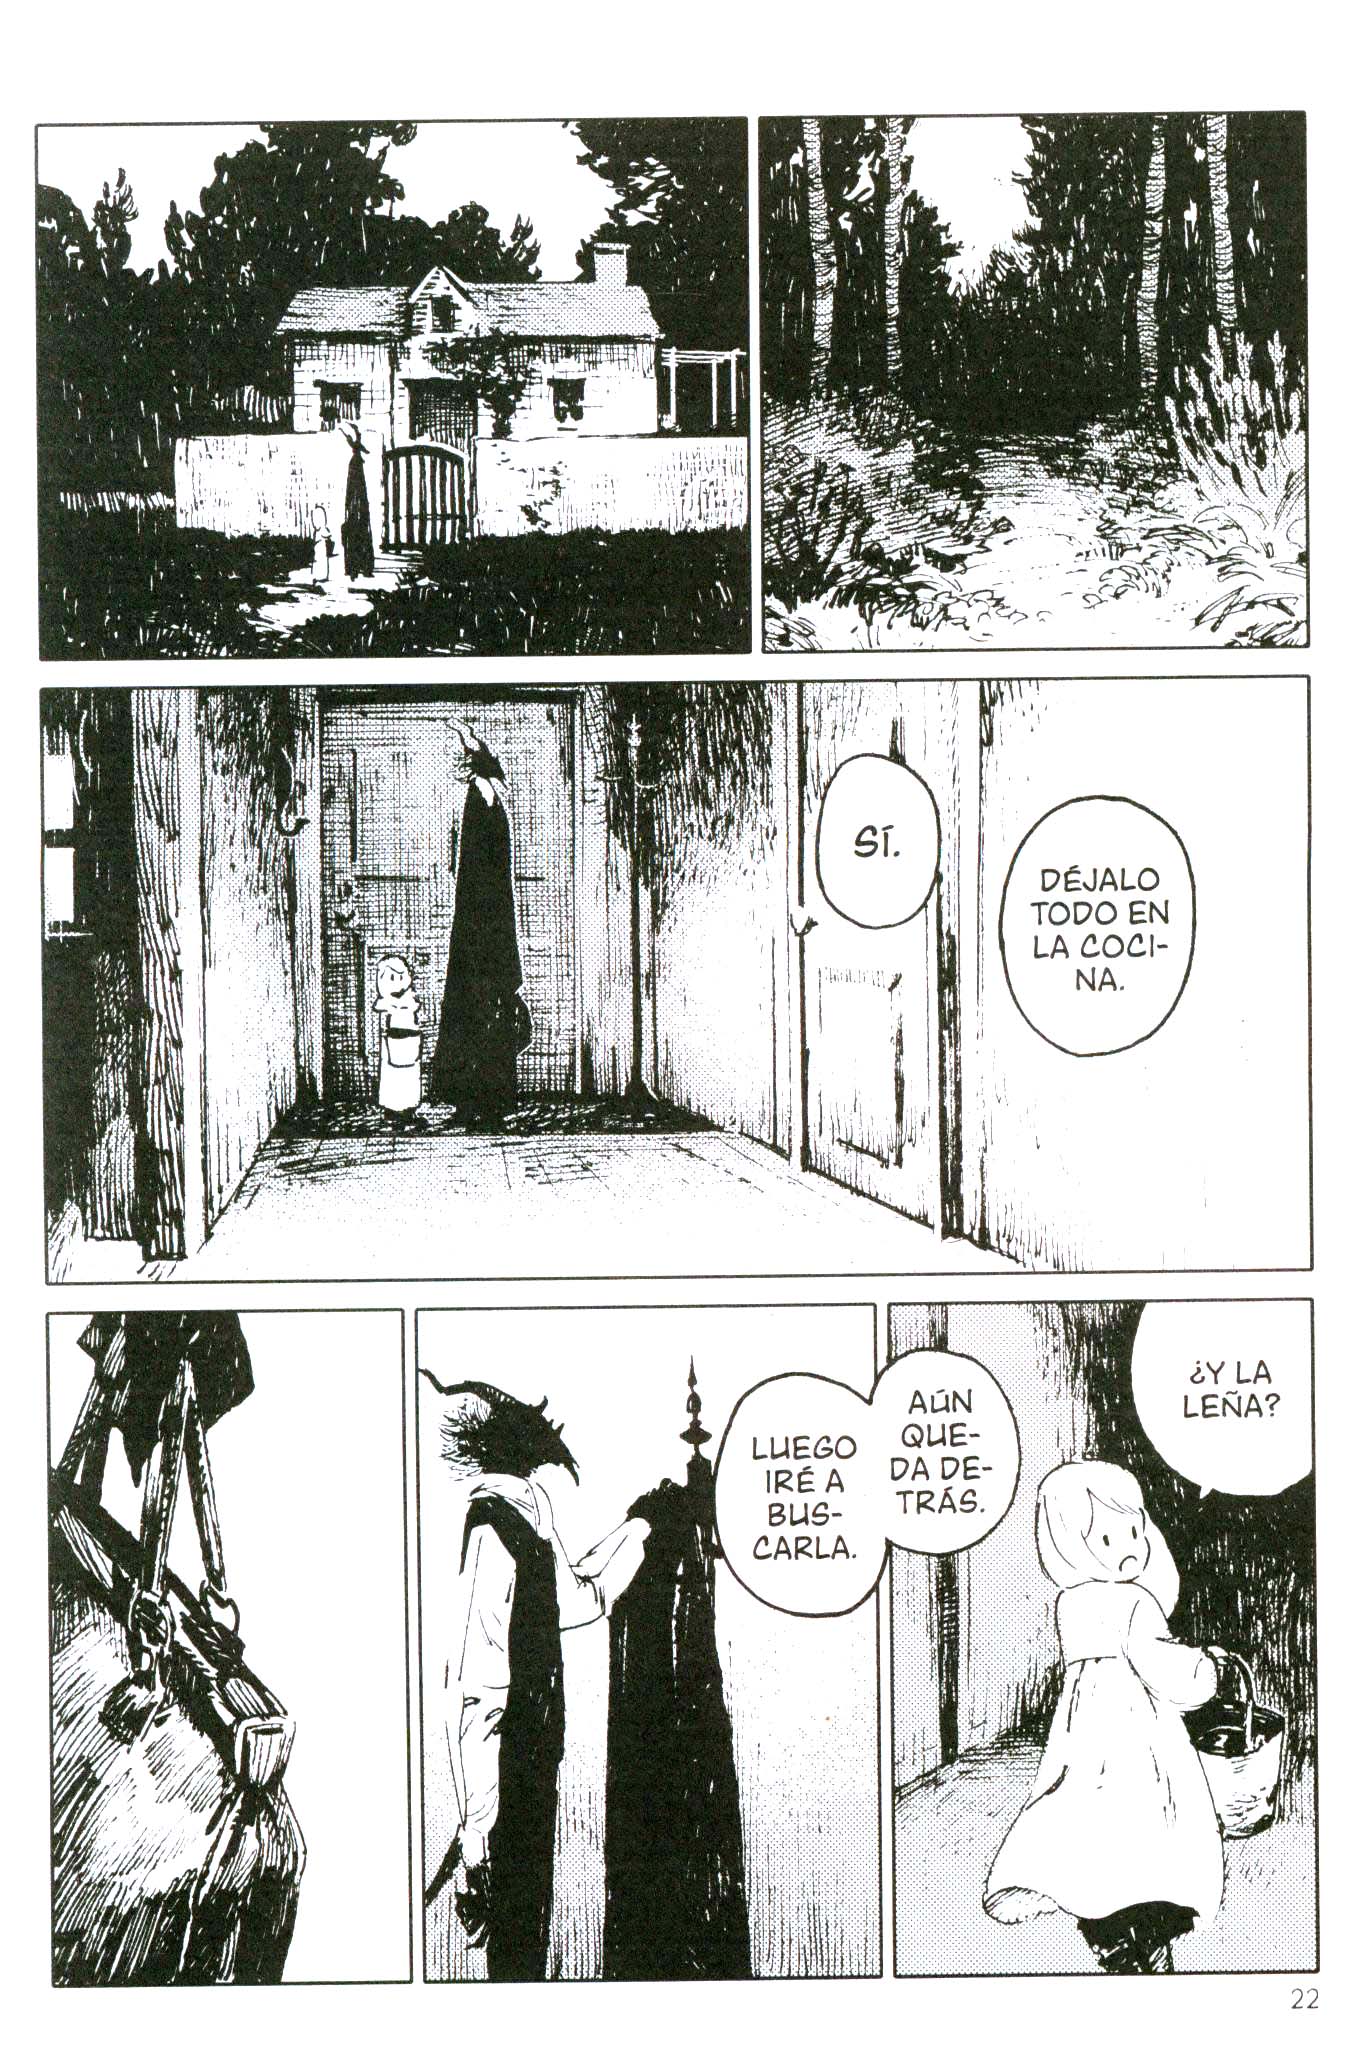 DÉJALO
TODO EN
LA COCI-
NA.
SÍ.
¿Y LA
LEÑA?
AÚN
QUE-
DA DE-
TRÁS.
LUEGO
IRÉ A
BUS-
CARLA.
22